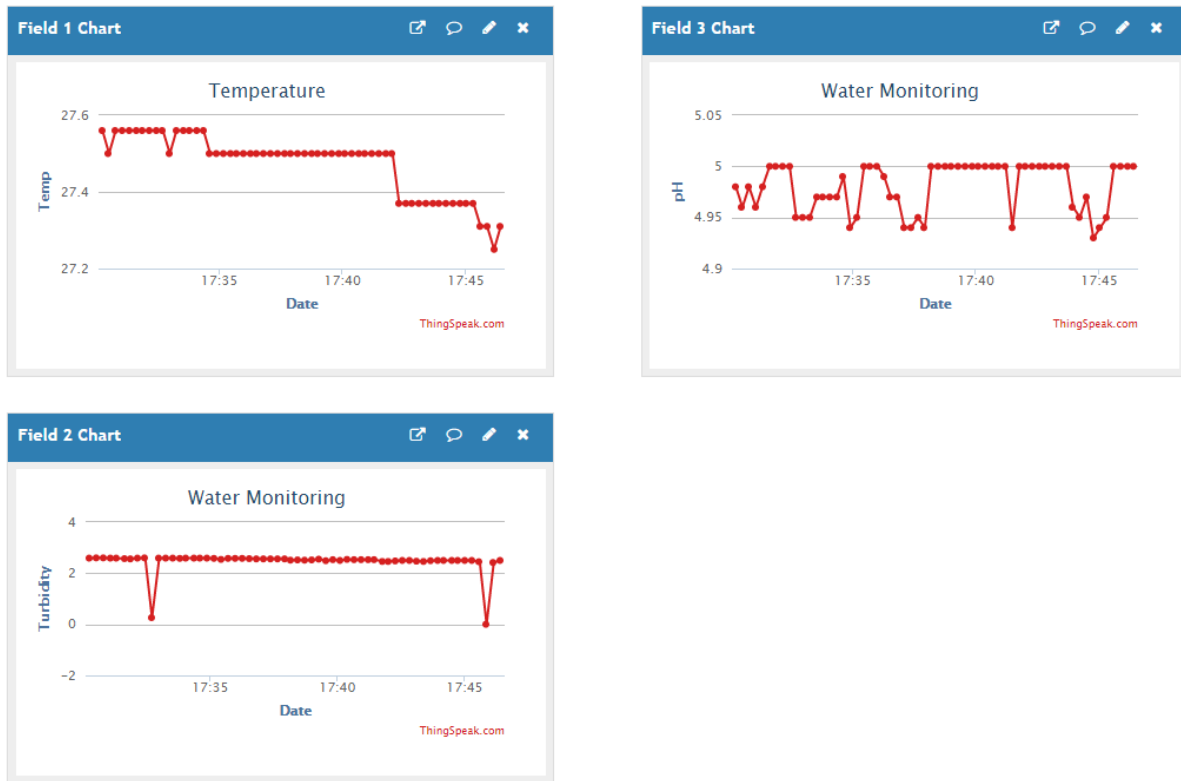 Field 1 Chart
Temperature
27.6
27.4
27.2
Temp
17:35 17:40 17:45
Date
ThingSpeak.com
Field 3 Chart
Water Monitoring
5.05
5
4.95
4.9
pH
17:35 17:40 17:45
Date
ThingSpeak.com
Field 2 Chart
Water Monitoring
4
2
0
-2
Turbidity
17:35 17:40 17:45
Date
ThingSpeak.com